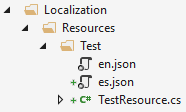 Localization
Resources
Test
en.json
es.json
C# TestResource.cs